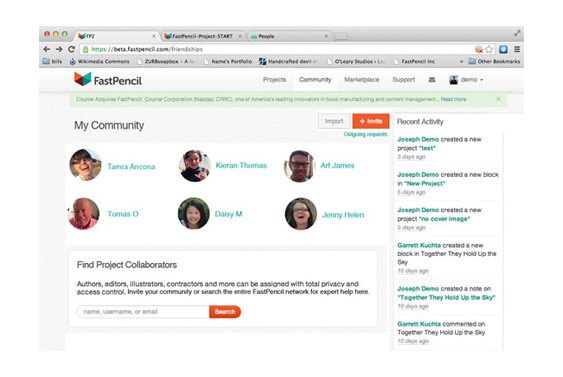 FP2
FastPencil-Project-START
People
https://beta.fastpencil.com/friendships
bills
Wikimedia Commons
ZURBsoapbox – A la
Name's Portfolio
Handcrafted devil m
O'Leary Studios – Lo
FastPencil Inc
»
Other Bookmarks
FastPencil
Projects
Community
Marketplace
Support
demo
Courier Acquires FastPencil. Courier Corporation (Nasdaq: CRRC), one of America's leading innovators in book manufacturing and content management... Read more
×
My Community
Import
+ Invite
Outgoing requests
Tamra Ancona
Kieran Thomas
Art James
Tomas O
Daisy M
Jenny Helen
Find Project Collaborators
Authors, editors, illustrators, contractors and more can be assigned with total privacy and
access control. Invite your community or search the entire FastPencil network for expert help here.
name, username, or email
Search
Recent Activity
Joseph Demo created a new
project "test"
5 days ago
Joseph Demo created a new block
in "New Project"
5 days ago
Joseph Demo created a new
project "no cover image"
5 days ago
Garrett Kuchta created a new
block in Together They Hold Up the
Sky
10 days ago
Joseph Demo created a note on
"Together They Hold Up the Sky"
10 days ago
Garrett Kuchta commented on
Together They Hold Up the Sky
10 days ago